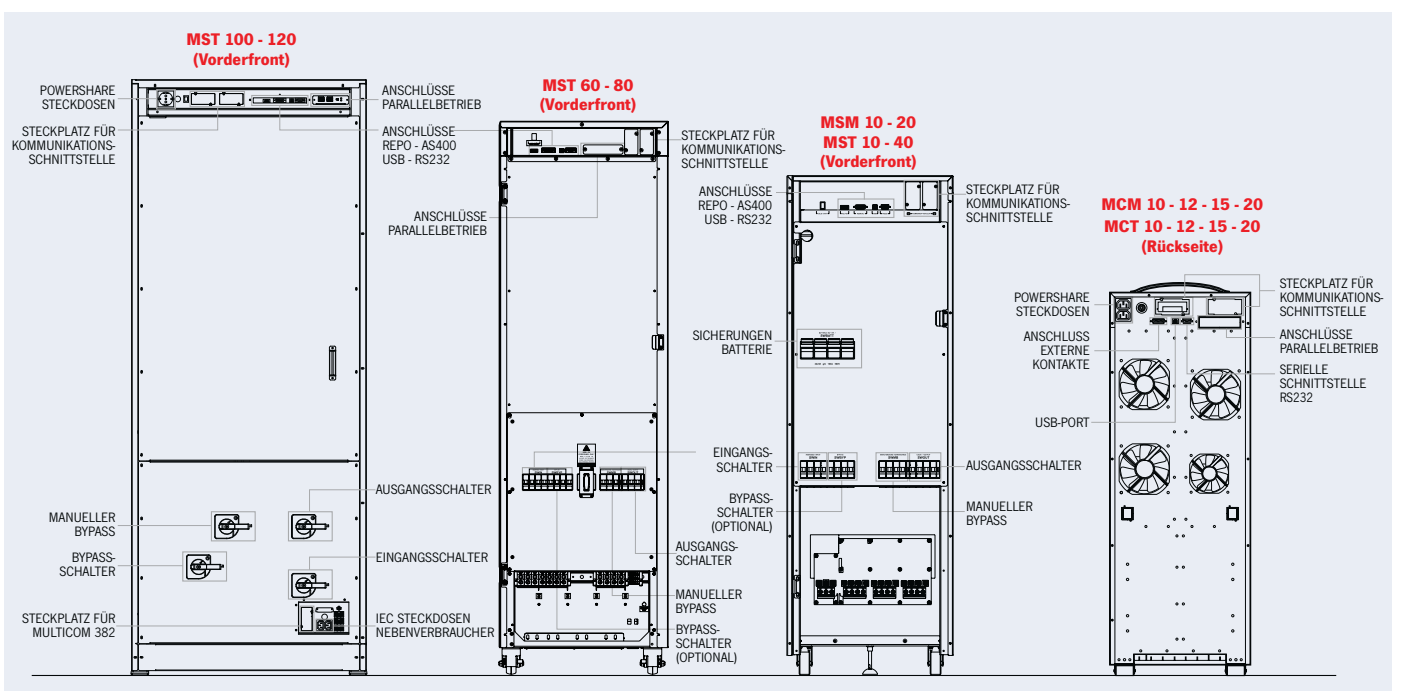 MST 100 - 120
(Vorderfront)
POWERSHARE
STECKDOSEN
STECKPLATZ FÜR
KOMMUNIKATIONS-
SCHNITTSTELLE
ANSCHLÜSSE
PARALLELBETRIEB
ANSCHLÜSSE
REPO - AS400
USB - RS232
MANUELLER
BYPASS
BYPASS-
SCHALTER
STECKPLATZ FÜR
MULTICOM 382
AUSGANGSSCHALTER
EINGANGSSCHALTER
IEC STECKDOSEN
NEBENVERBRAUCHER
MST 60 - 80
(Vorderfront)
STECKPLATZ FÜR
KOMMUNIKATIONS-
SCHNITTSTELLE
ANSCHLÜSSE
PARALLELBETRIEB
EINGANGS-
SCHALTER
AUSGANGS-
SCHALTER
MANUELLER
BYPASS
BYPASS-
SCHALTER
(OPTIONAL)
MSM 10 - 20
MST 10 - 40
(Vorderfront)
ANSCHLÜSSE
REPO - AS400
USB - RS232
STECKPLATZ FÜR
KOMMUNIKATIONS-
SCHNITTSTELLE
SICHERUNGEN
BATTERIE
BYPASS-
SCHALTER
(OPTIONAL)
AUSGANGSSCHALTER
MANUELLER
BYPASS
MCM 10 - 12 - 15 - 20
MCT 10 - 12 - 15 - 20
(Rückseite)
POWERSHARE
STECKDOSEN
ANSCHLUSS
EXTERNE
KONTAKTE
USB-PORT
STECKPLATZ FÜR
KOMMUNIKATIONS-
SCHNITTSTELLE
ANSCHLÜSSE
PARALLELBETRIEB
SERIELLE
SCHNITTSTELLE
RS232